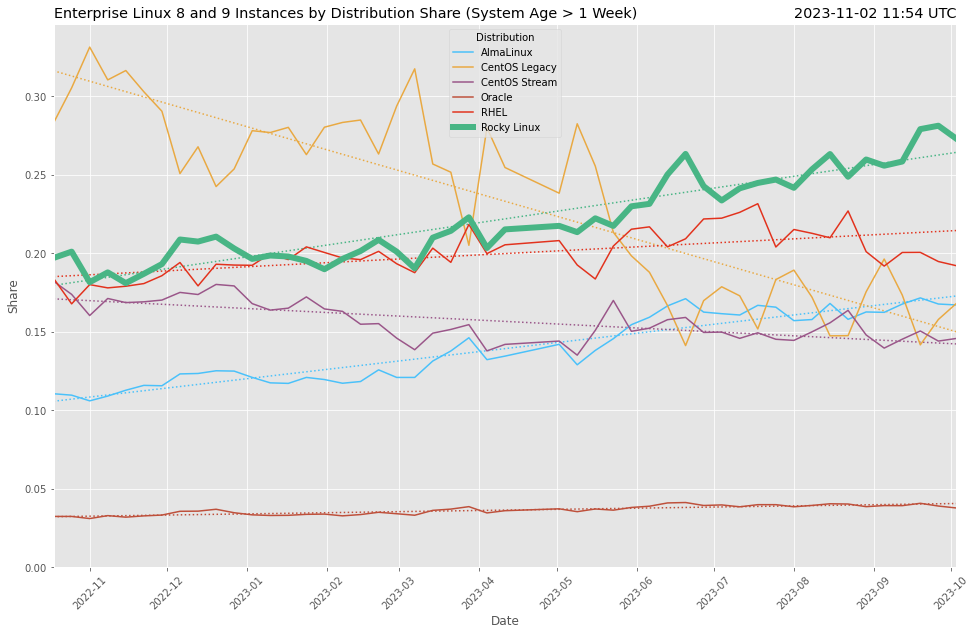 Enterprise Linux 8 and 9 Instances by Distribution Share (System Age > 1 Week)
2023-11-02 11:54 UTC
Distribution
AlmaLinux
CentOS Legacy
CentOS Stream
Oracle
RHEL
Rocky Linux
Share
0.30
0.25
0.20
0.15
0.10
0.05
0.00
2022-11
2022-12
2023-01
2023-02
2023-03
2023-04
2023-05
2023-06
2023-07
2023-08
2023-09
2023-10
Date